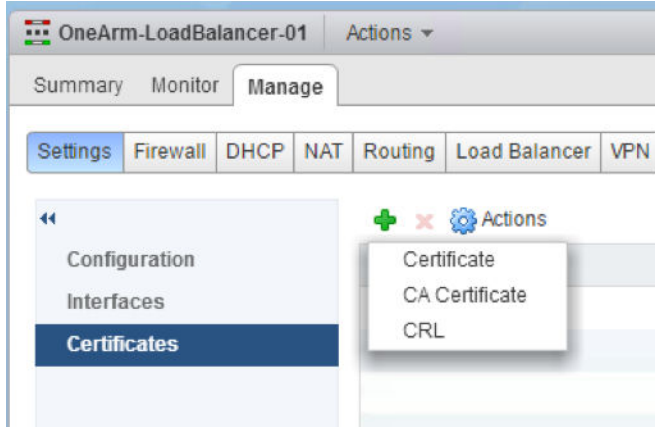 OneArm-LoadBalancer-01 Actions
Summary Monitor Manage
Settings Firewall DHCP NAT Routing Load Balancer VPN
Actions
Configuration
Interfaces
Certificates
Certificate
CA Certificate
CRL